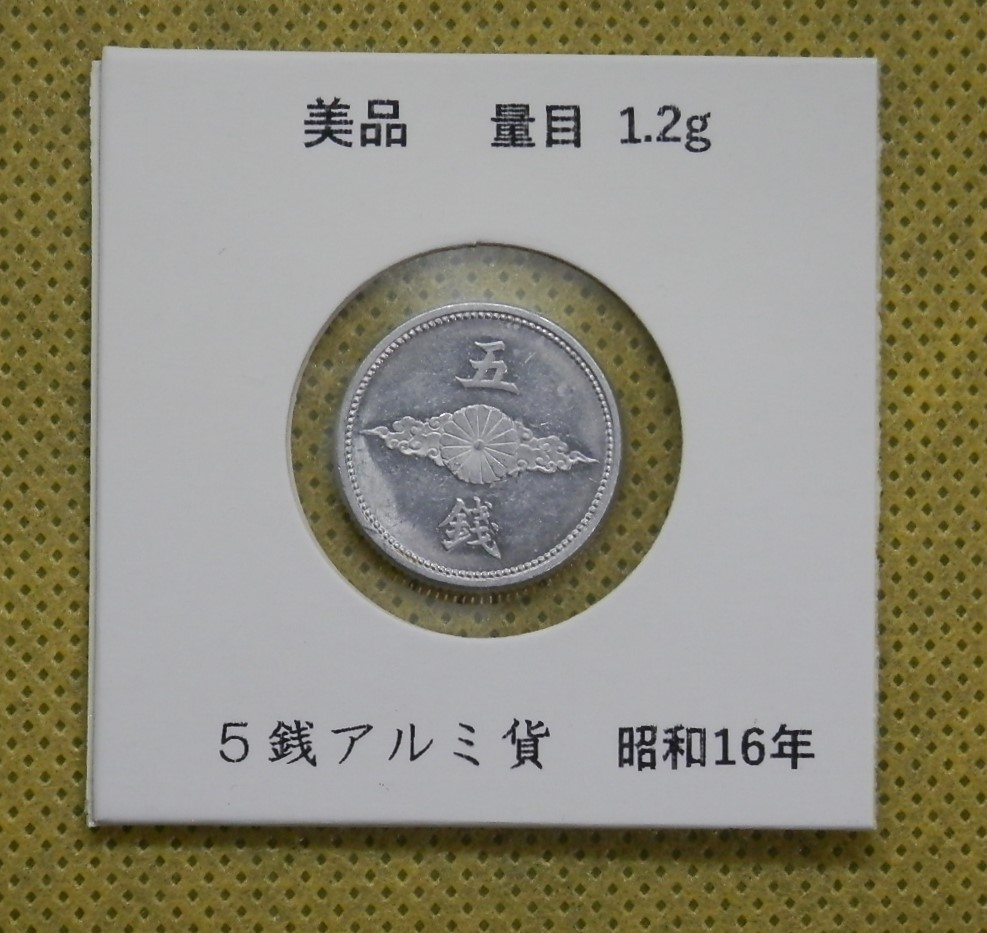 美品 量目 1.2g
五
銭
5銭アルミ貨 昭和16年